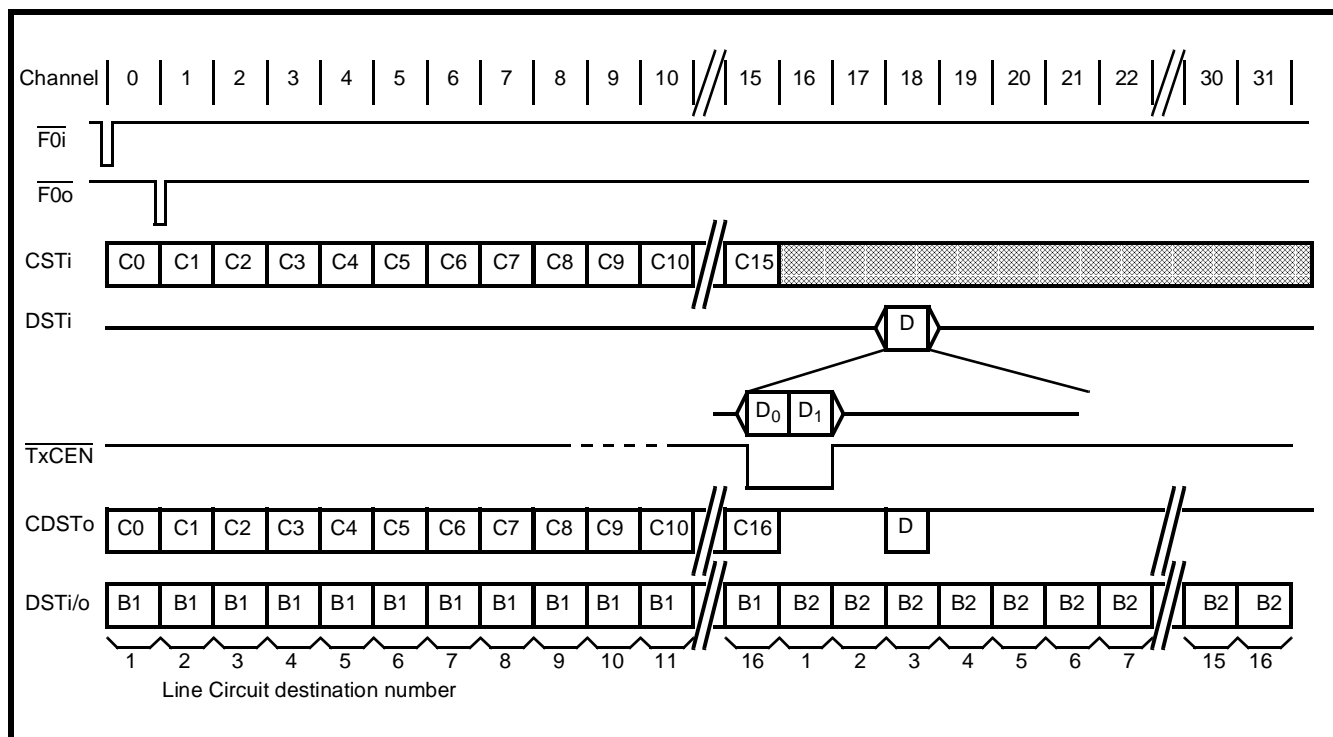 Channel 0 1 2 3 4 5 6 7 8 9 10 15 16 17 18 19 20 21 22 30 31
F0i
F0o
CSTi C0 C1 C2 C3 C4 C5 C6 C7 C8 C9 C10 C15
DSTi D
D0 D1
TxCEN
CDSTo C0 C1 C2 C3 C4 C5 C6 C7 C8 C9 C10 C16 D
DSTi/o B1 B1 B1 B1 B1 B1 B1 B1 B1 B1 B1 B1 B2 B2 B2 B2 B2 B2 B2 B2 B2
1 2 3 4 5 6 7 8 9 10 11 16 1 2 3 4 5 6 7 15 16
Line Circuit destination number